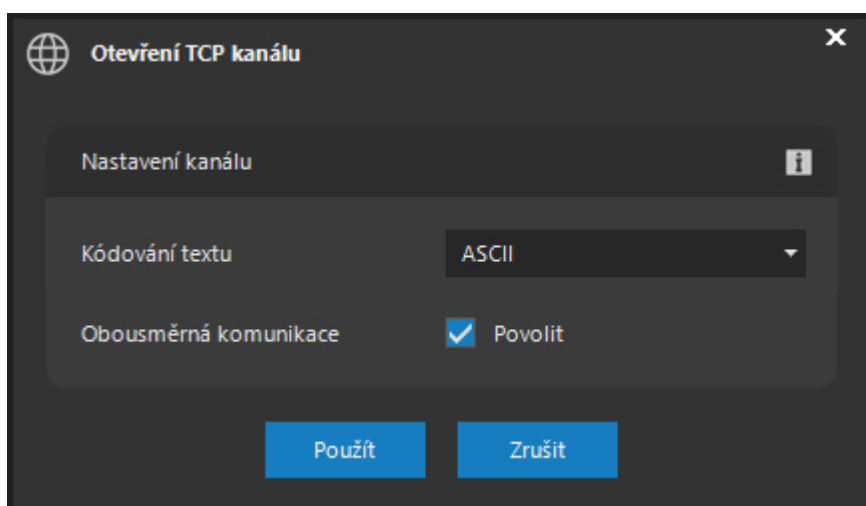 Otevření TCP kanálu
Nastavení kanálu
Kódování textu ASCII
Obousměrná komunikace Povolit
Použít Zrušit